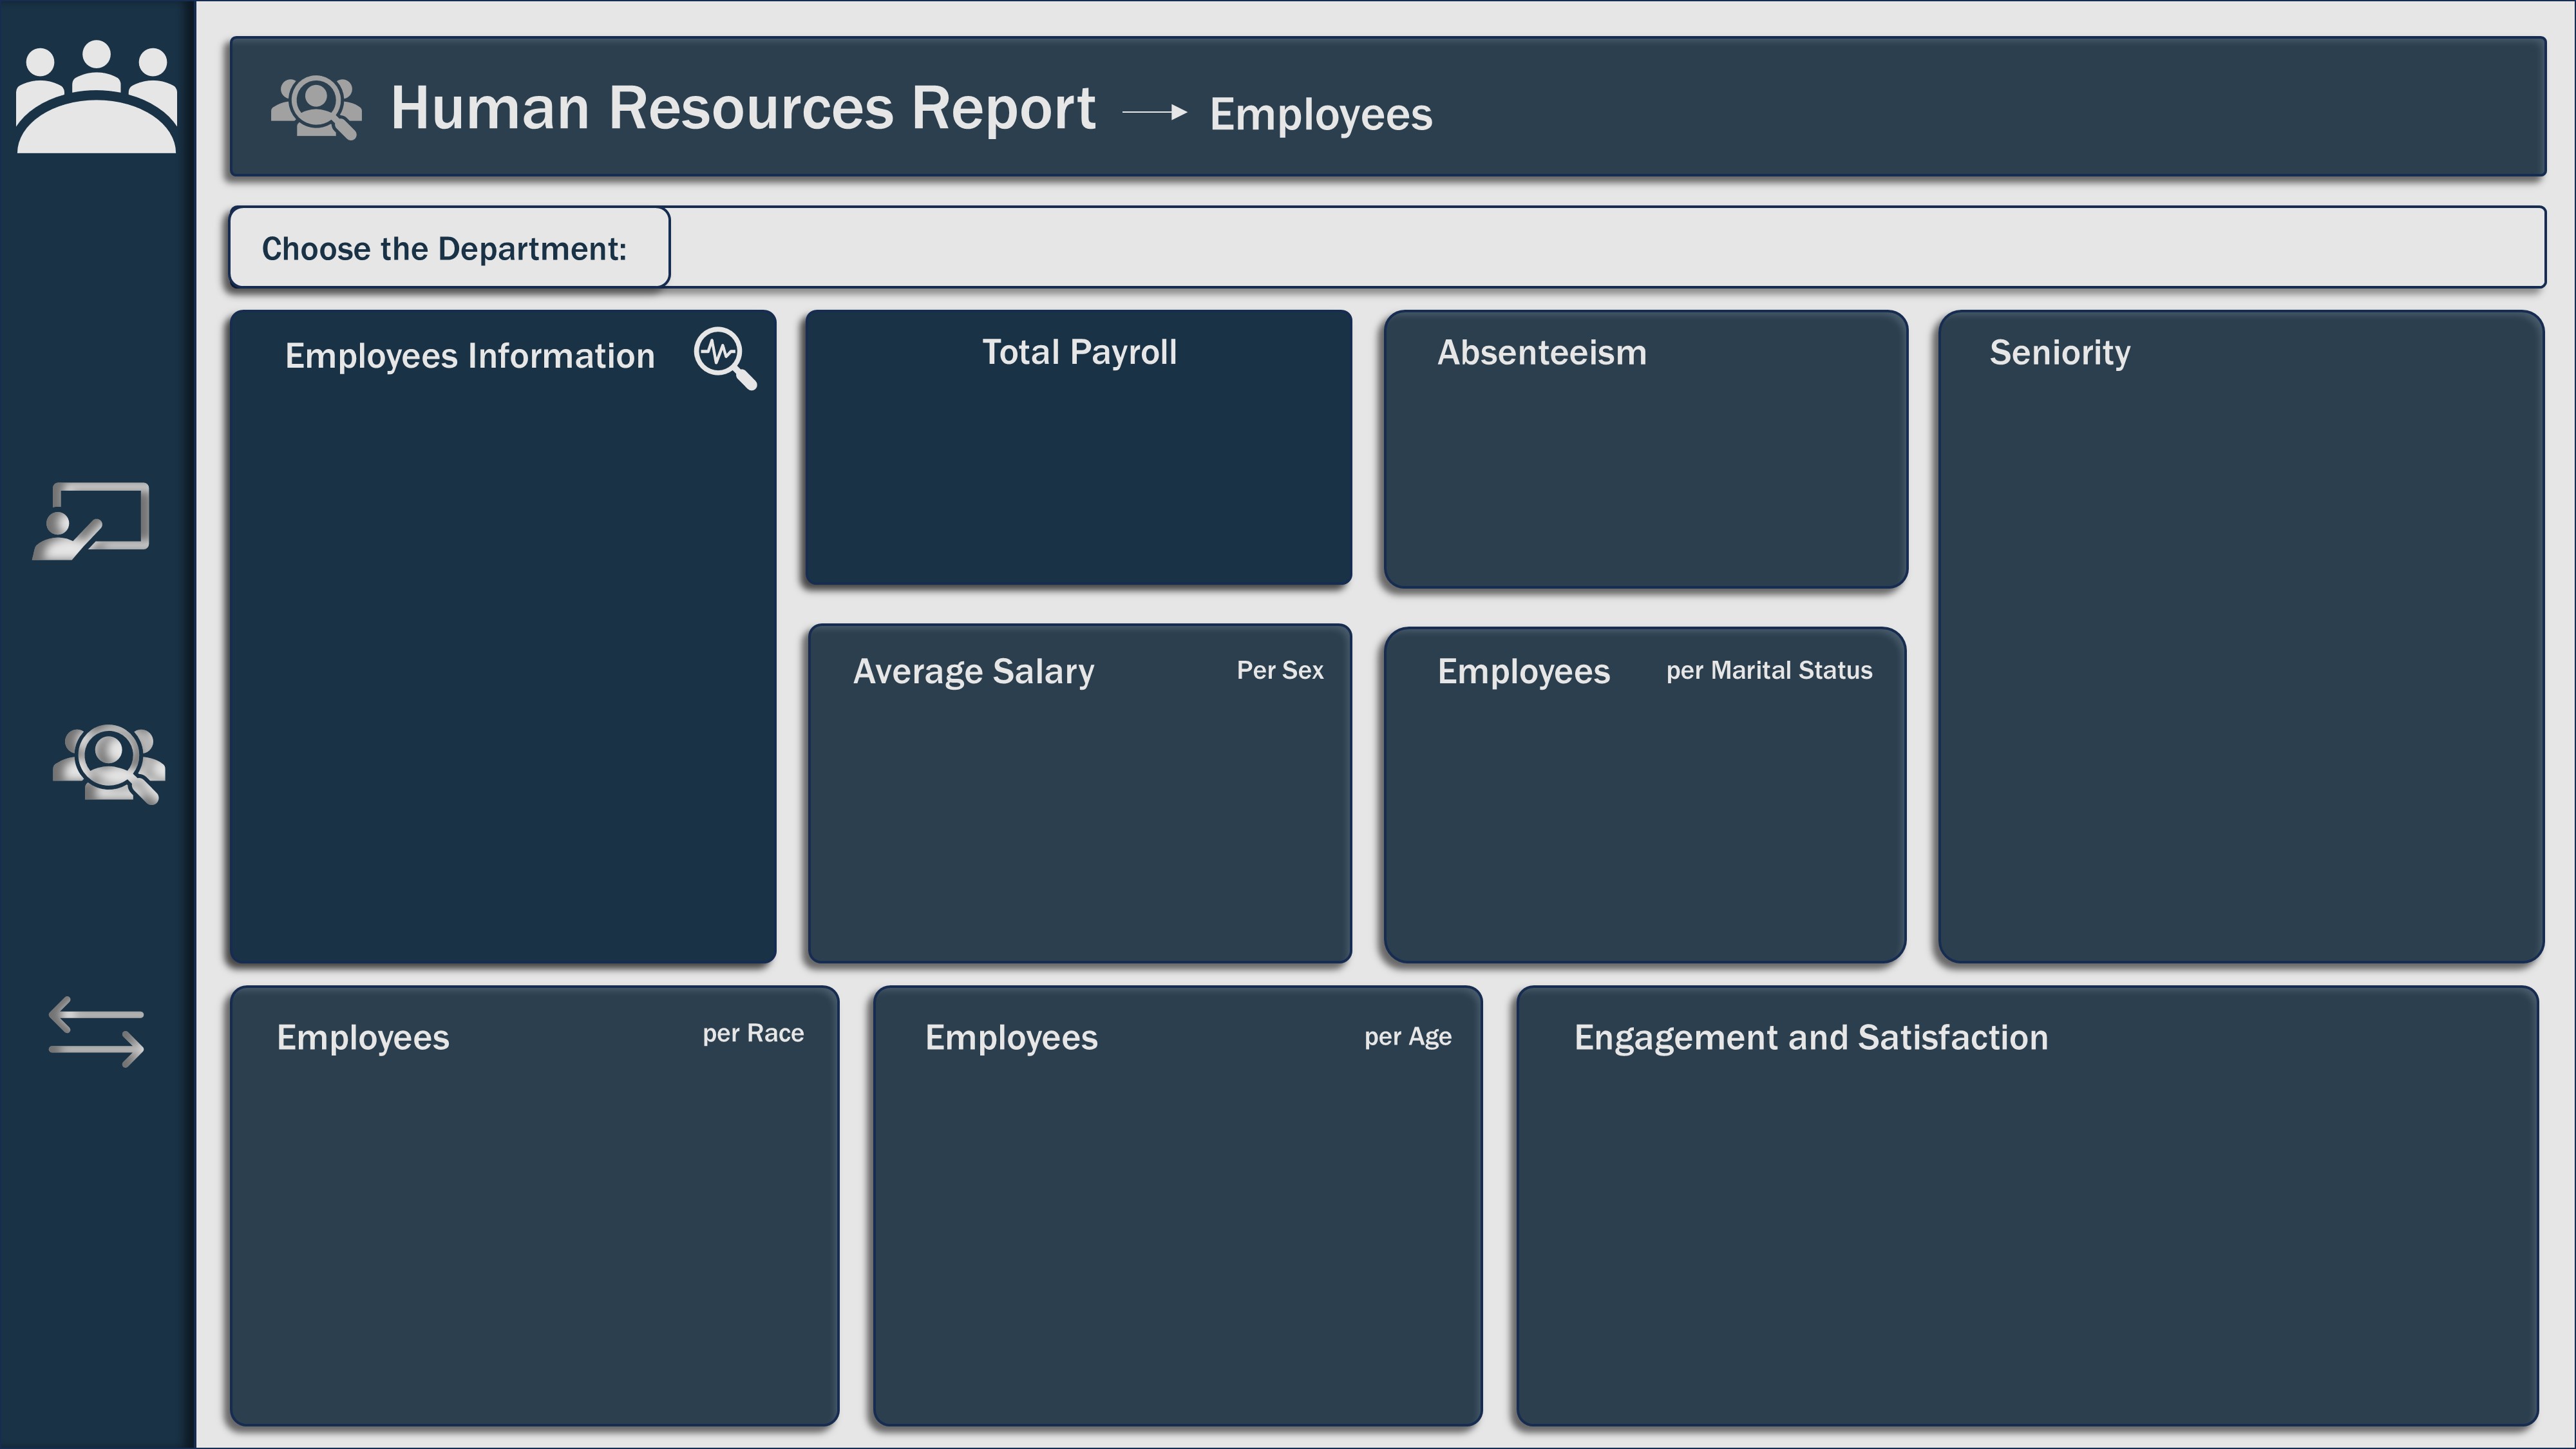 Human Resources Report Employees
Choose the Department:
Employees Information
Total Payroll
Absenteeism
Seniority
Average Salary Per Sex
Employees per Marital Status
Employees per Race
Employees per Age
Engagement and Satisfaction